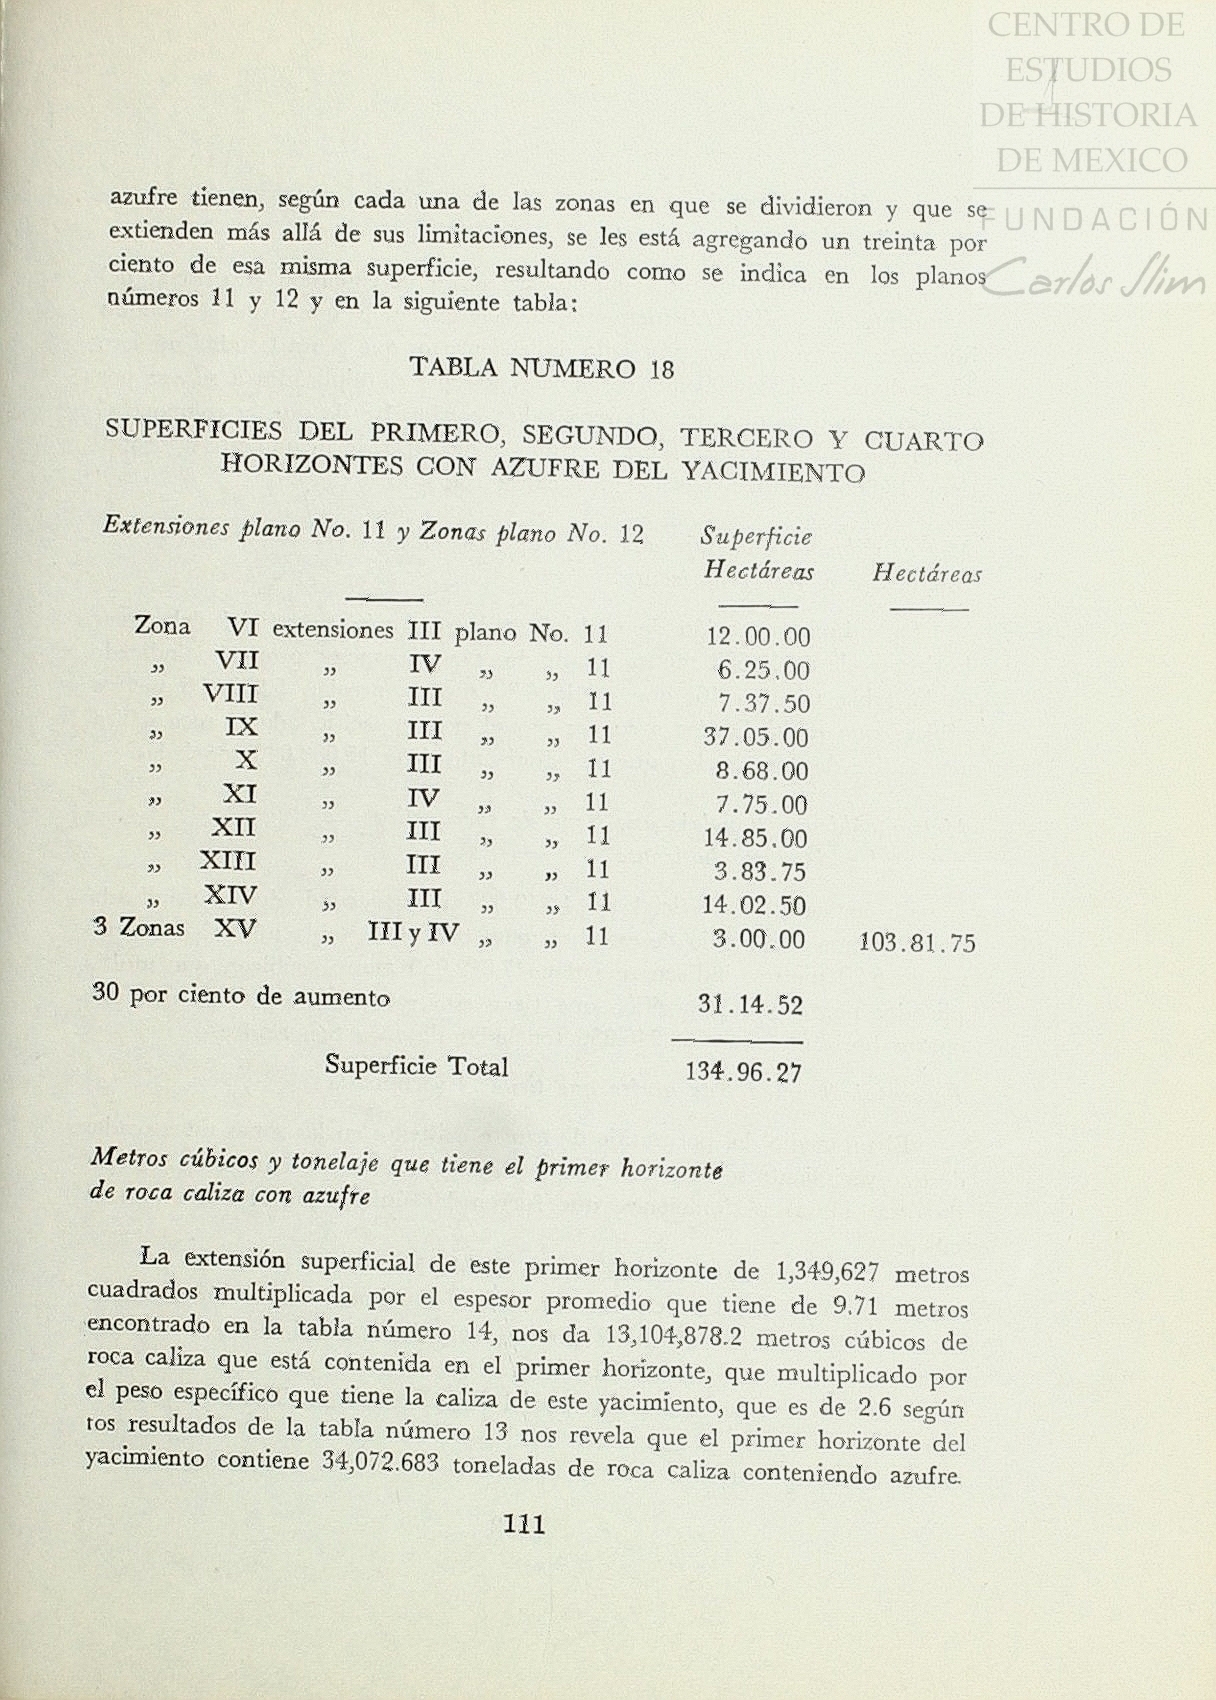 CENTRO DE
ESTUDIOS
DE HISTORIA
DE MEXICO
FUNDACIÓN
Carlos Slim
azufre tienen, según cada una de las zonas en que se dividieron y que se
extienden más allá de sus limitaciones, se les está agregando un treinta por
ciento de esa misma superficie, resultando como se indica en los planos
números 11 y 12 y en la siguiente tabla:
TABLA NUMERO 18
SUPERFICIES DEL PRIMERO, SEGUNDO, TERCERO Y CUARTO
HORIZONTES CON AZUFRE DEL YACIMIENTO
Extensiones plano No. 11 y Zonas plano No. 12 Superficie
Hectáreas Hectáreas
Zona VI extensiones III plano No. 11 12.00.00
„ VII „ IV „ „ 11 6.25.00
„ VIII „ III „ „ 11 7.37.50
„ IX „ III „ „ 11 37.05.00
„ X „ III „ „ 11 8.68.00
„ XI „ IV „ „ 11 7.75.00
„ XII „ III „ „ 11 14.85.00
„ XIII „ III „ „ 11 3.83.75
„ XIV „ III „ „ 11 14.02.50
3 Zonas XV „ III y IV „ „ 11 3.00.00 103.81.75
30 por ciento de aumento 31.14.52
Superficie Total 134.96.27
Metros cúbicos y tonelaje que tiene el primer horizonte
de roca caliza con azufre
La extensión superficial de este primer horizonte de 1,349,627 metros
cuadrados multiplicada por el espesor promedio que tiene de 9.71 metros
encontrado en la tabla número 14, nos da 13,104,878.2 metros cúbicos de
roca caliza que está contenida en el primer horizonte, que multiplicado por
el peso específico que tiene la caliza de este yacimiento, que es de 2.6 según
los resultados de la tabla número 13 nos revela que el primer horizonte del
yacimiento contiene 34,072.683 toneladas de roca caliza conteniendo azufre.
111